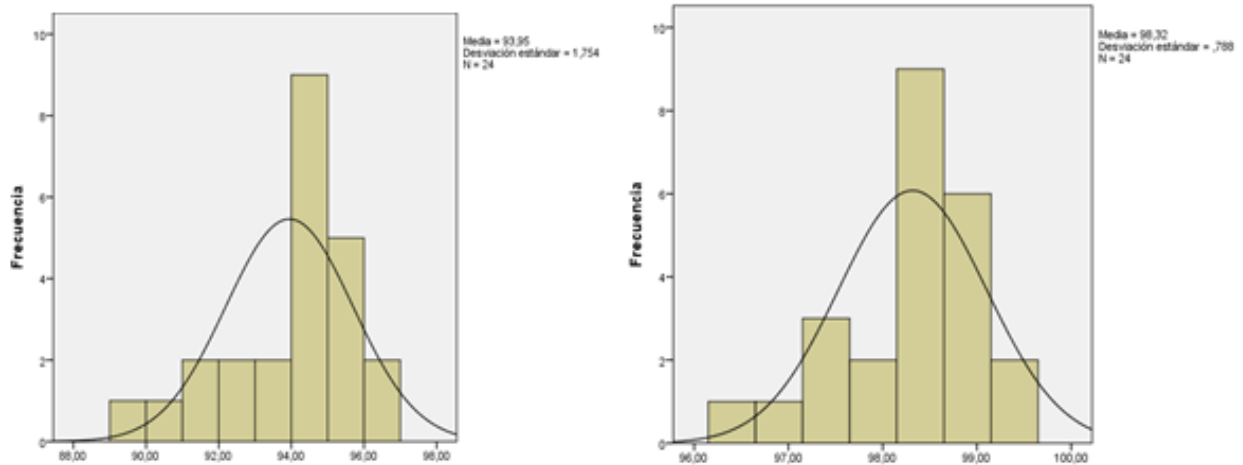 10
8
6
4
2
0
Frecuencia
88,00 90,00 92,00 94,00 96,00 98,00
Media = 93,95
Desviación estándar = 1,754
N = 24
10
8
6
4
2
0
Frecuencia
96,00 97,00 98,00 99,00 100,00
Media = 98,32
Desviación estándar = ,788
N = 24